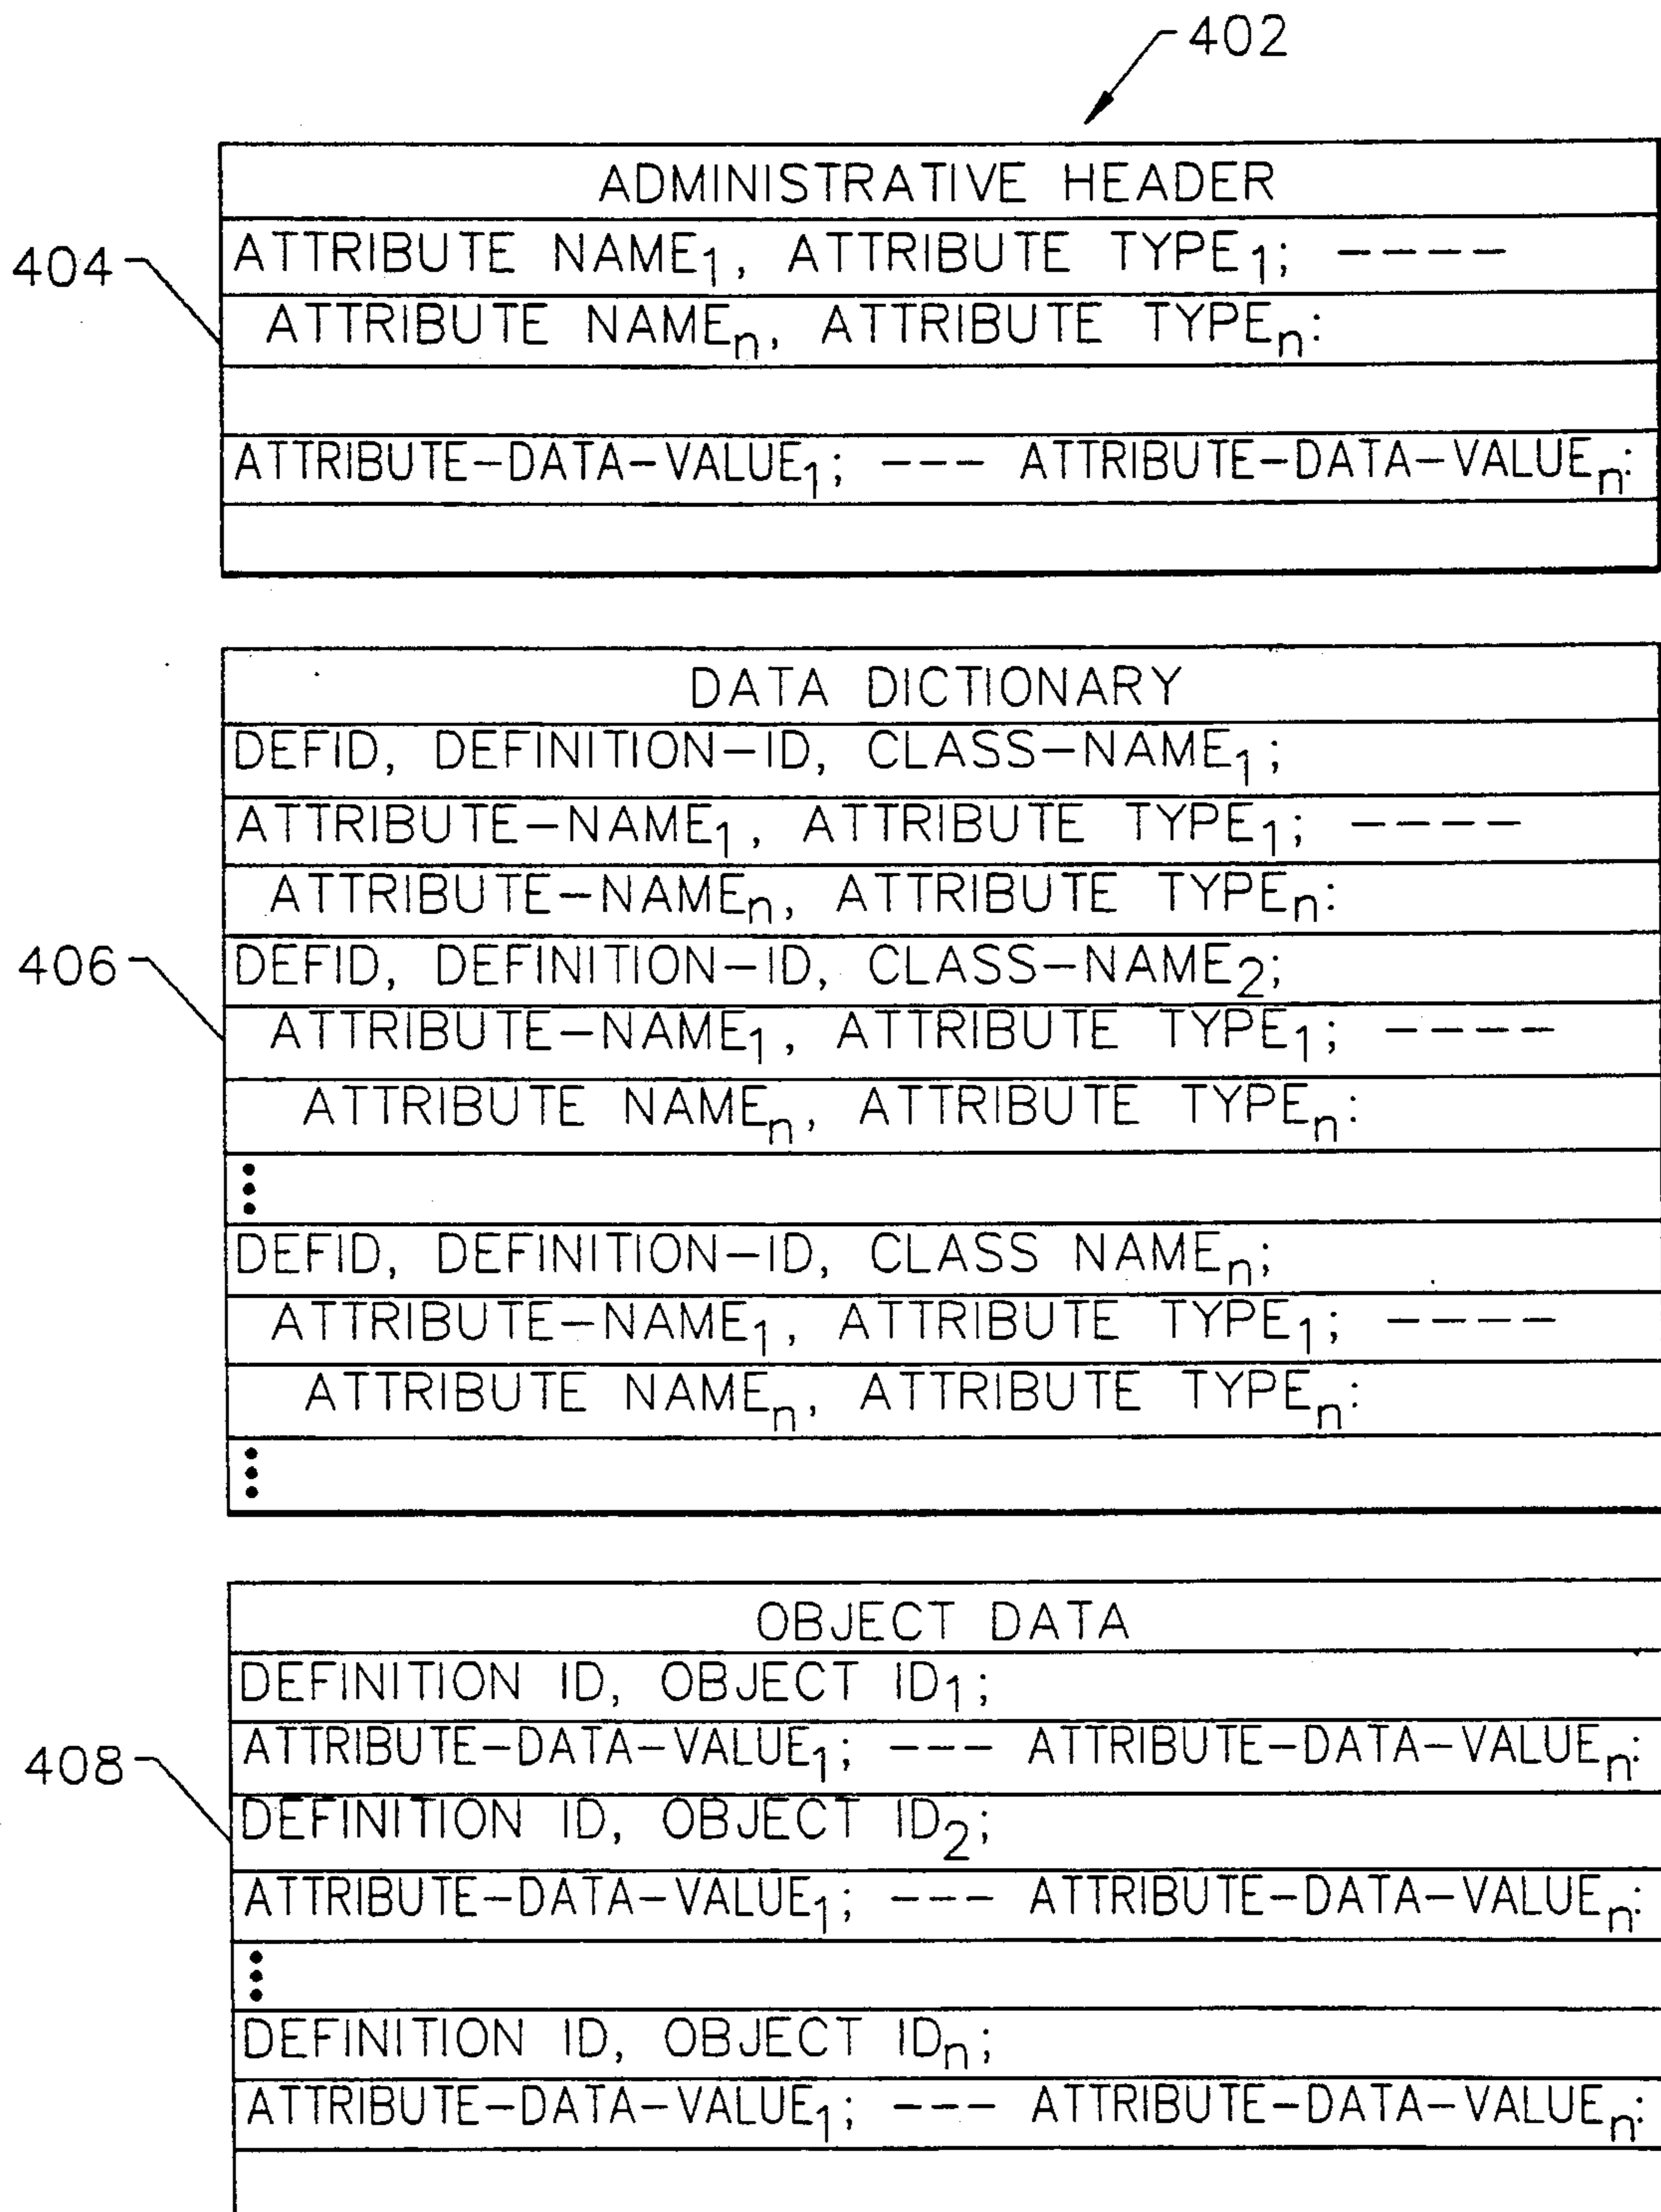 402
ADMINISTRATIVE HEADER
404
ATTRIBUTE NAME₁, ATTRIBUTE TYPE₁; ----
ATTRIBUTE NAMEₙ, ATTRIBUTE TYPEₙ:
ATTRIBUTE-DATA-VALUE₁; --- ATTRIBUTE-DATA-VALUEₙ:
DATA DICTIONARY
DEFID, DEFINITION-ID, CLASS-NAME₁;
ATTRIBUTE-NAME₁, ATTRIBUTE TYPE₁; ----
ATTRIBUTE-NAMEₙ, ATTRIBUTE TYPEₙ:
406
DEFID, DEFINITION-ID, CLASS-NAME₂;
ATTRIBUTE-NAME₁, ATTRIBUTE TYPE₁; ----
ATTRIBUTE NAMEₙ, ATTRIBUTE TYPEₙ:
⋮
DEFID, DEFINITION-ID, CLASS NAMEₙ;
ATTRIBUTE-NAME₁, ATTRIBUTE TYPE₁; ----
ATTRIBUTE NAMEₙ, ATTRIBUTE TYPEₙ:
⋮
OBJECT DATA
DEFINITION ID, OBJECT ID₁;
408
ATTRIBUTE-DATA-VALUE₁; --- ATTRIBUTE-DATA-VALUEₙ:
DEFINITION ID, OBJECT ID₂;
ATTRIBUTE-DATA-VALUE₁; --- ATTRIBUTE-DATA-VALUEₙ:
⋮
DEFINITION ID, OBJECT IDₙ;
ATTRIBUTE-DATA-VALUE₁; --- ATTRIBUTE-DATA-VALUEₙ: